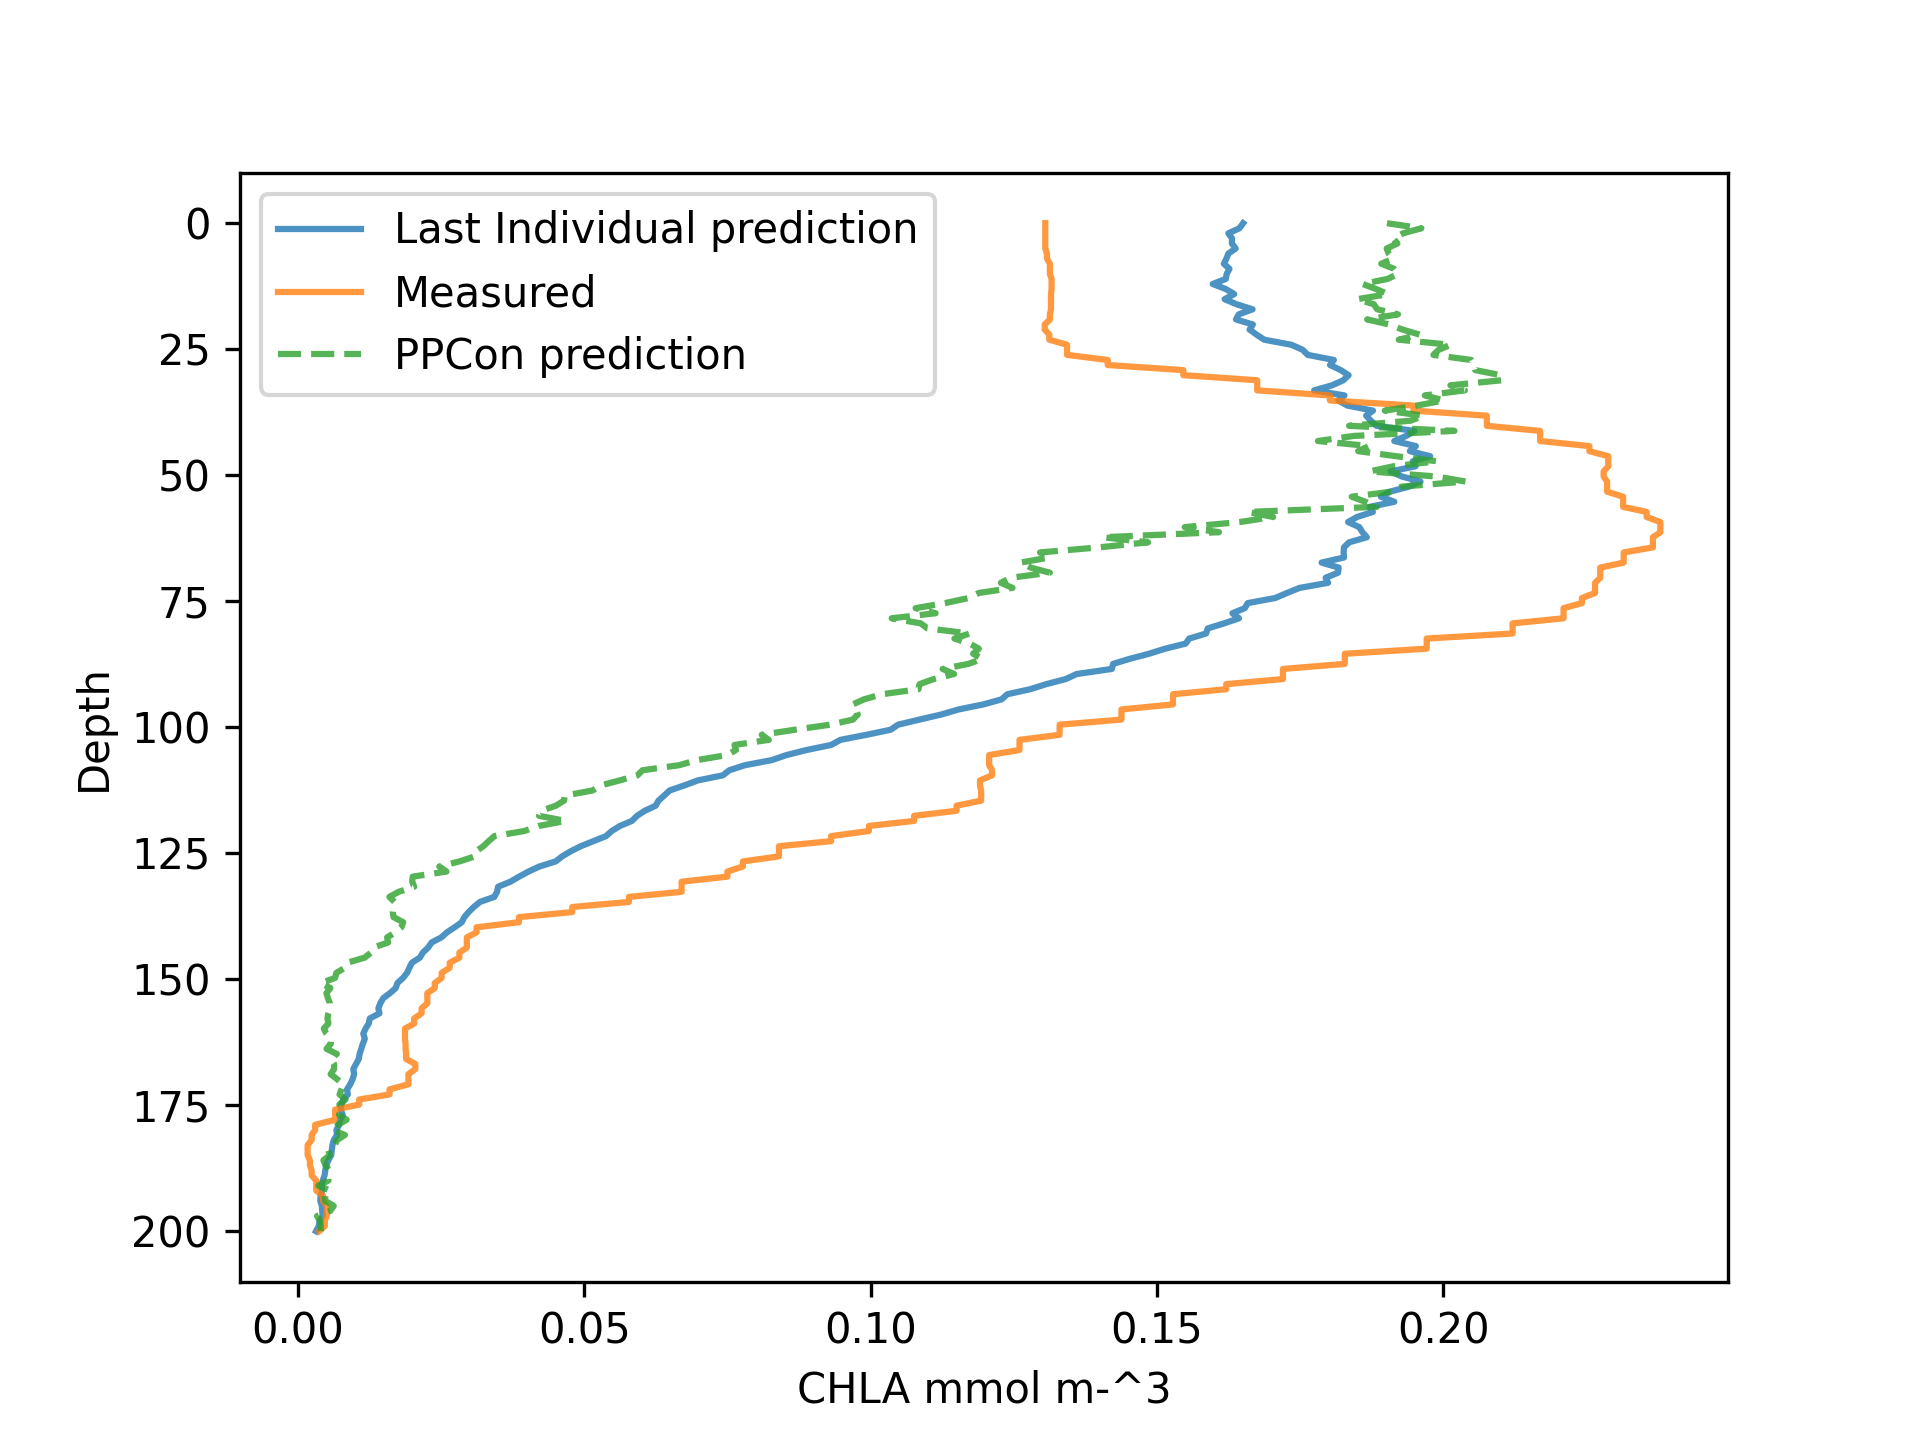 Last Individual prediction
Measured
PPCon prediction
0
25
50
75
100
125
150
175
200
Depth
0.00 0.05 0.10 0.15 0.20
CHLA mmol m-^3